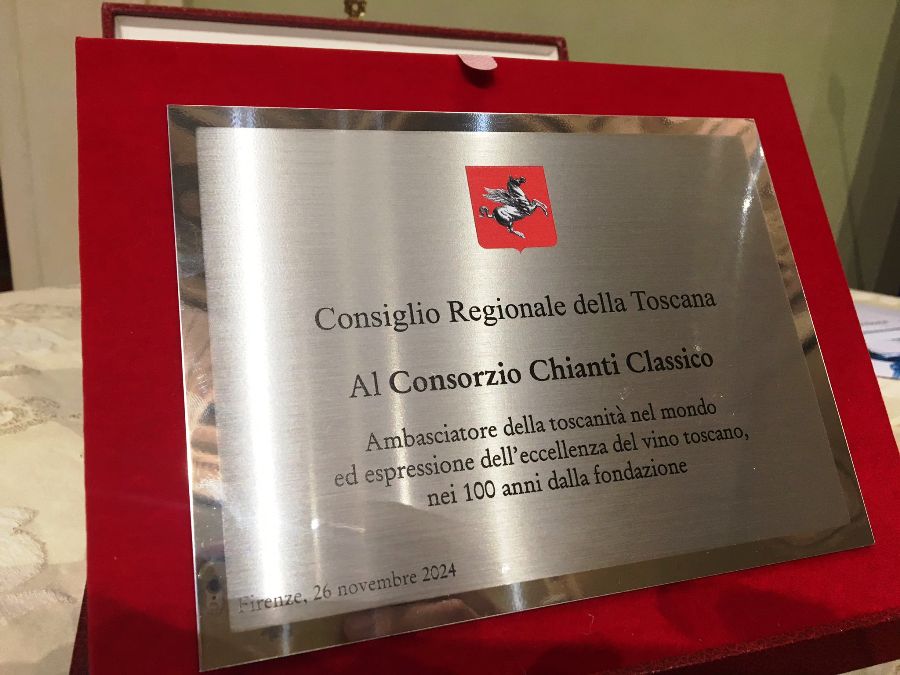 Consiglio Regionale della Toscana
Al Consorzio Chianti Classico
Ambasciatore della toscanità nel mondo
ed espressione dell'eccellenza del vino toscano,
nei 100 anni dalla fondazione
Firenze, 26 novembre 2024